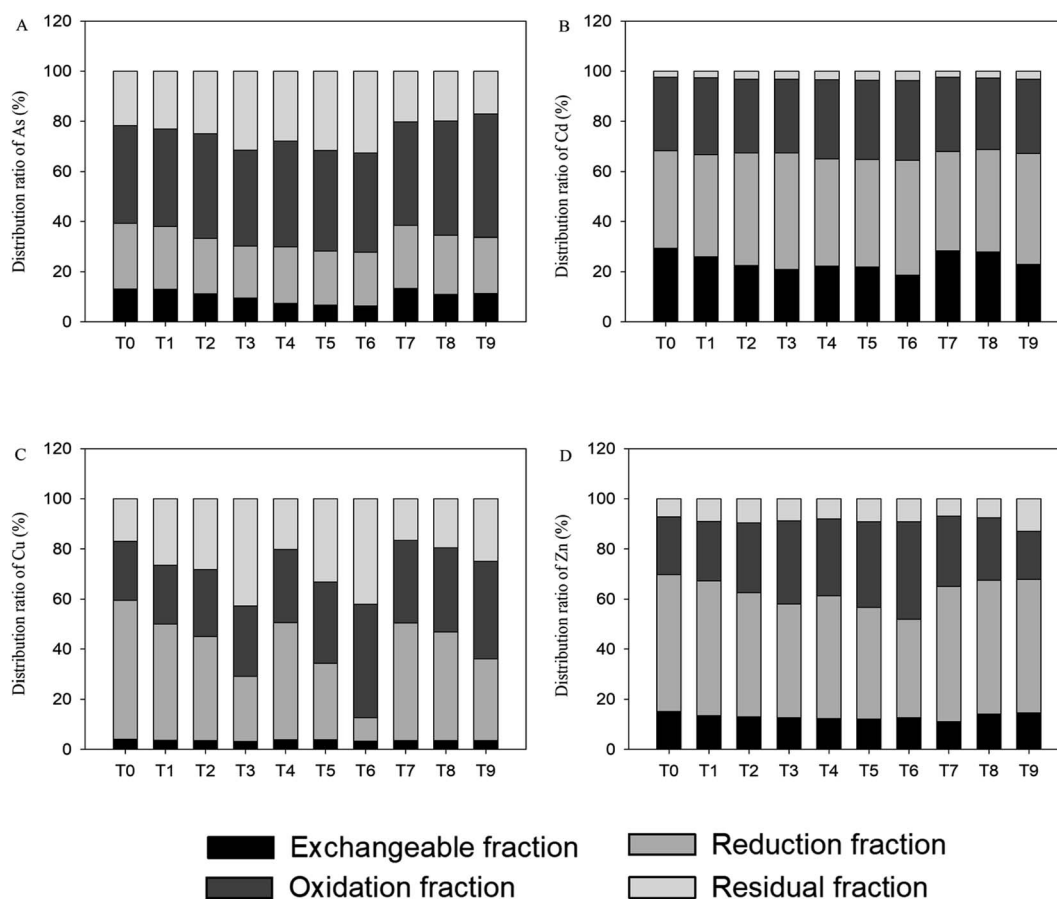 A
B
Distribution ratio of As (%)
Distribution ratio of Cd (%)
120
100
80
60
40
20
0
120
100
80
60
40
20
0
T0 T1 T2 T3 T4 T5 T6 T7 T8 T9
T0 T1 T2 T3 T4 T5 T6 T7 T8 T9
C
D
Distribution ratio of Cu (%)
Distribution ratio of Zn (%)
120
100
80
60
40
20
0
120
100
80
60
40
20
0
T0 T1 T2 T3 T4 T5 T6 T7 T8 T9
T0 T1 T2 T3 T4 T5 T6 T7 T8 T9
Exchangeable fraction
Reduction fraction
Oxidation fraction
Residual fraction